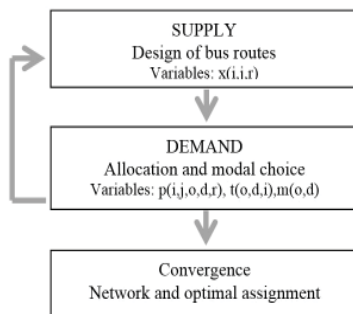 SUPPLY
Design of bus routes
Variables: x(i,i,r)
DEMAND
Allocation and modal choice
Variables: p(i,j,o,d,r), t(o,d,i),m(o,d)
Convergence
Network and optimal assignment